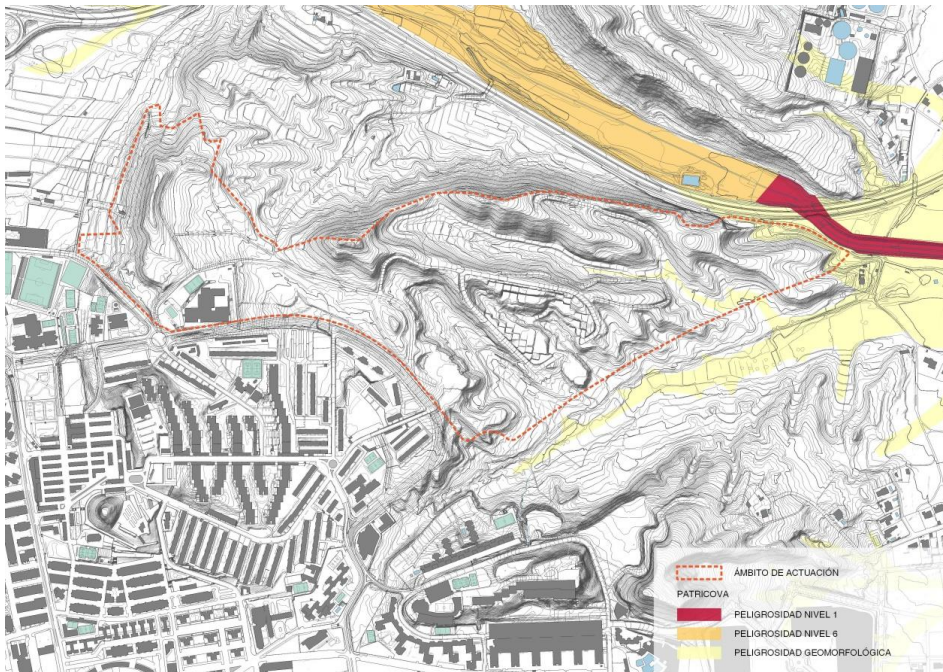 ÁMBITO DE ACTUACIÓN
PATRICOVA
PELIGROSIDAD NIVEL 1
PELIGROSIDAD NIVEL 6
PELIGROSIDAD GEOMORFOLÓGICA